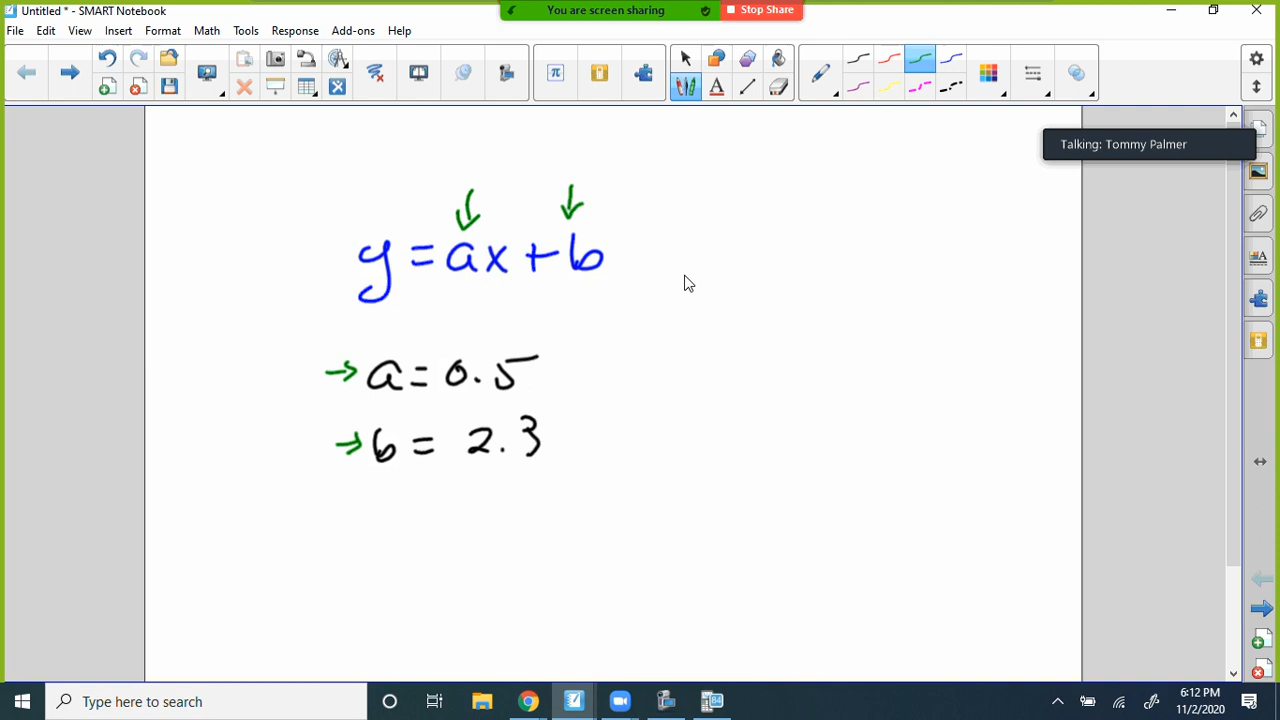 Untitled * - SMART Notebook
You are screen sharing
Stop Share
File Edit View Insert Format Math Tools Response Add-ons Help
π
A
Talking: Tommy Palmer
y = ax + b
→ a = 0.5
→ b = 2.3
Type here to search
6:12 PM
11/2/2020